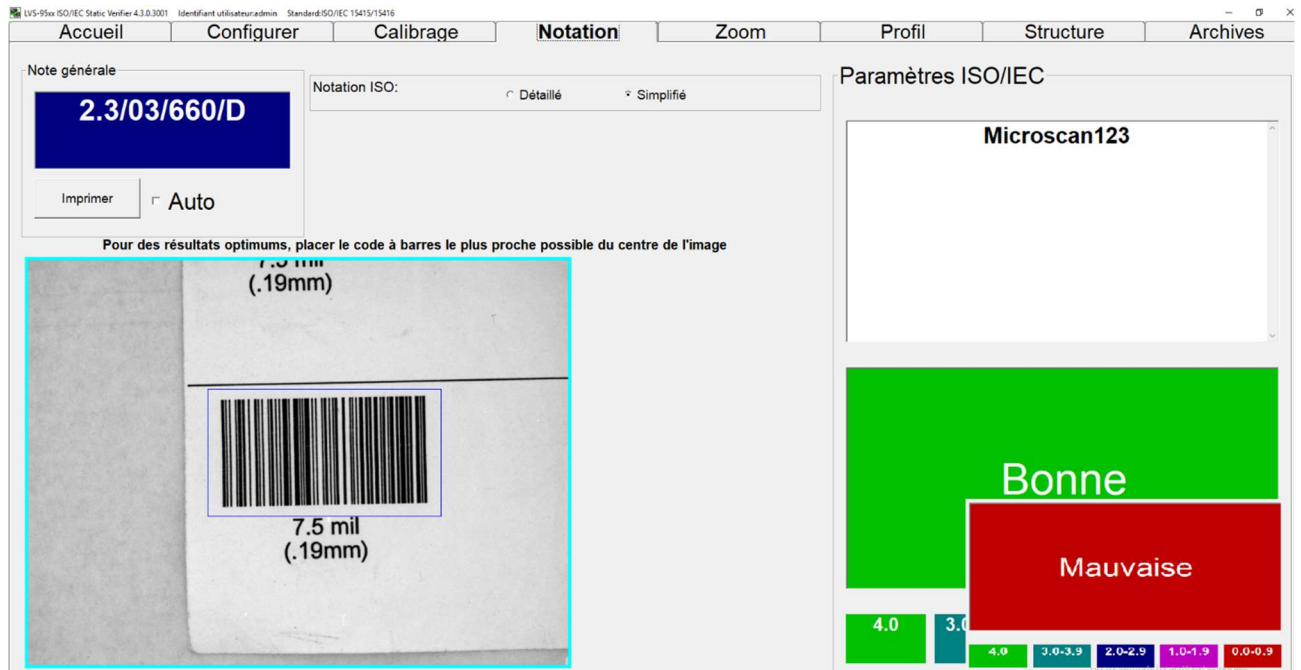 LVS-95xx ISO/IEC Static Verifier 4.3.0.3001 Identifiant utilisateur:admin Standard:ISO/IEC 15415/15416
Accueil Configurer Calibrage Notation Zoom Profil Structure Archives
Note générale
2.3/03/660/D
Imprimer
Auto
Notation ISO:
Détaillé Simplifié
Pour des résultats optimums, placer le code à barres le plus proche possible du centre de l'image
(.19mm)
7.5 mil
(.19mm)
Paramètres ISO/IEC
Microscan123
Bonne
Mauvaise
4.0
4.0 3.0-3.9 2.0-2.9 1.0-1.9 0.0-0.9